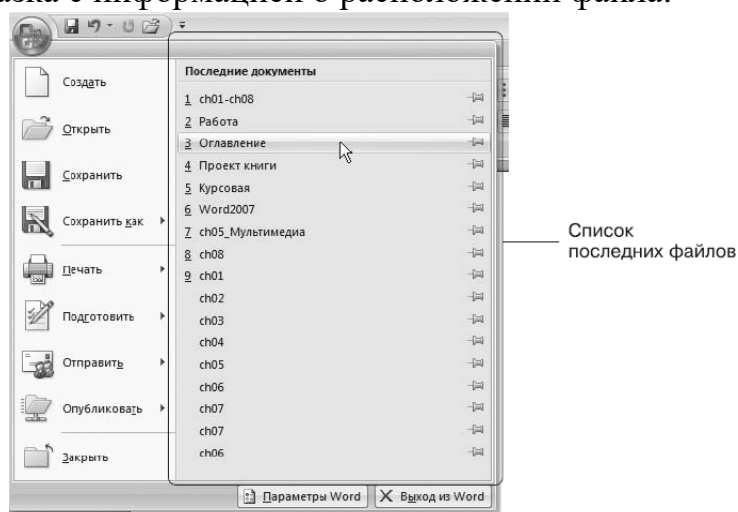 азка с информацией о расположении файла.
Создать
Открыть
Сохранить
Сохранить как
Печать
Подготовить
Отправить
Опубликовать
Закрыть
Последние документы
1 ch01-ch08
2 Работа
3 Оглавление
4 Проект книги
5 Курсовая
6 Word2007
7 ch05_Мультимедиа
8 ch08
9 ch01
ch02
ch03
ch04
ch05
ch06
ch07
ch07
ch06
Параметры Word
Выход из Word
Список
последних файлов